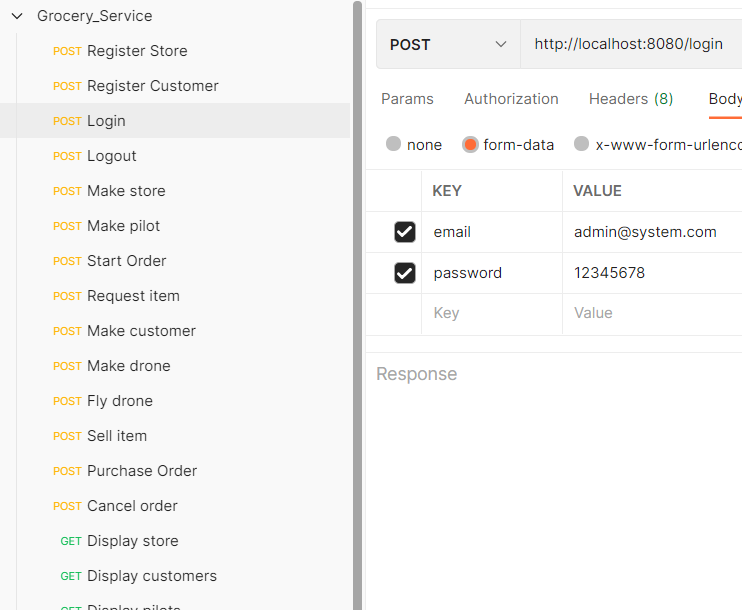 Grocery_Service
POST Register Store
POST Register Customer
POST Login
POST Logout
POST Make store
POST Make pilot
POST Start Order
POST Request item
POST Make customer
POST Make drone
POST Fly drone
POST Sell item
POST Purchase Order
POST Cancel order
GET Display store
GET Display customers
GET Display pilots
POST http://localhost:8080/login
Params Authorization Headers (8) Body
none form-data x-www-form-urlenco
KEY VALUE
email admin@system.com
password 12345678
Key Value
Response